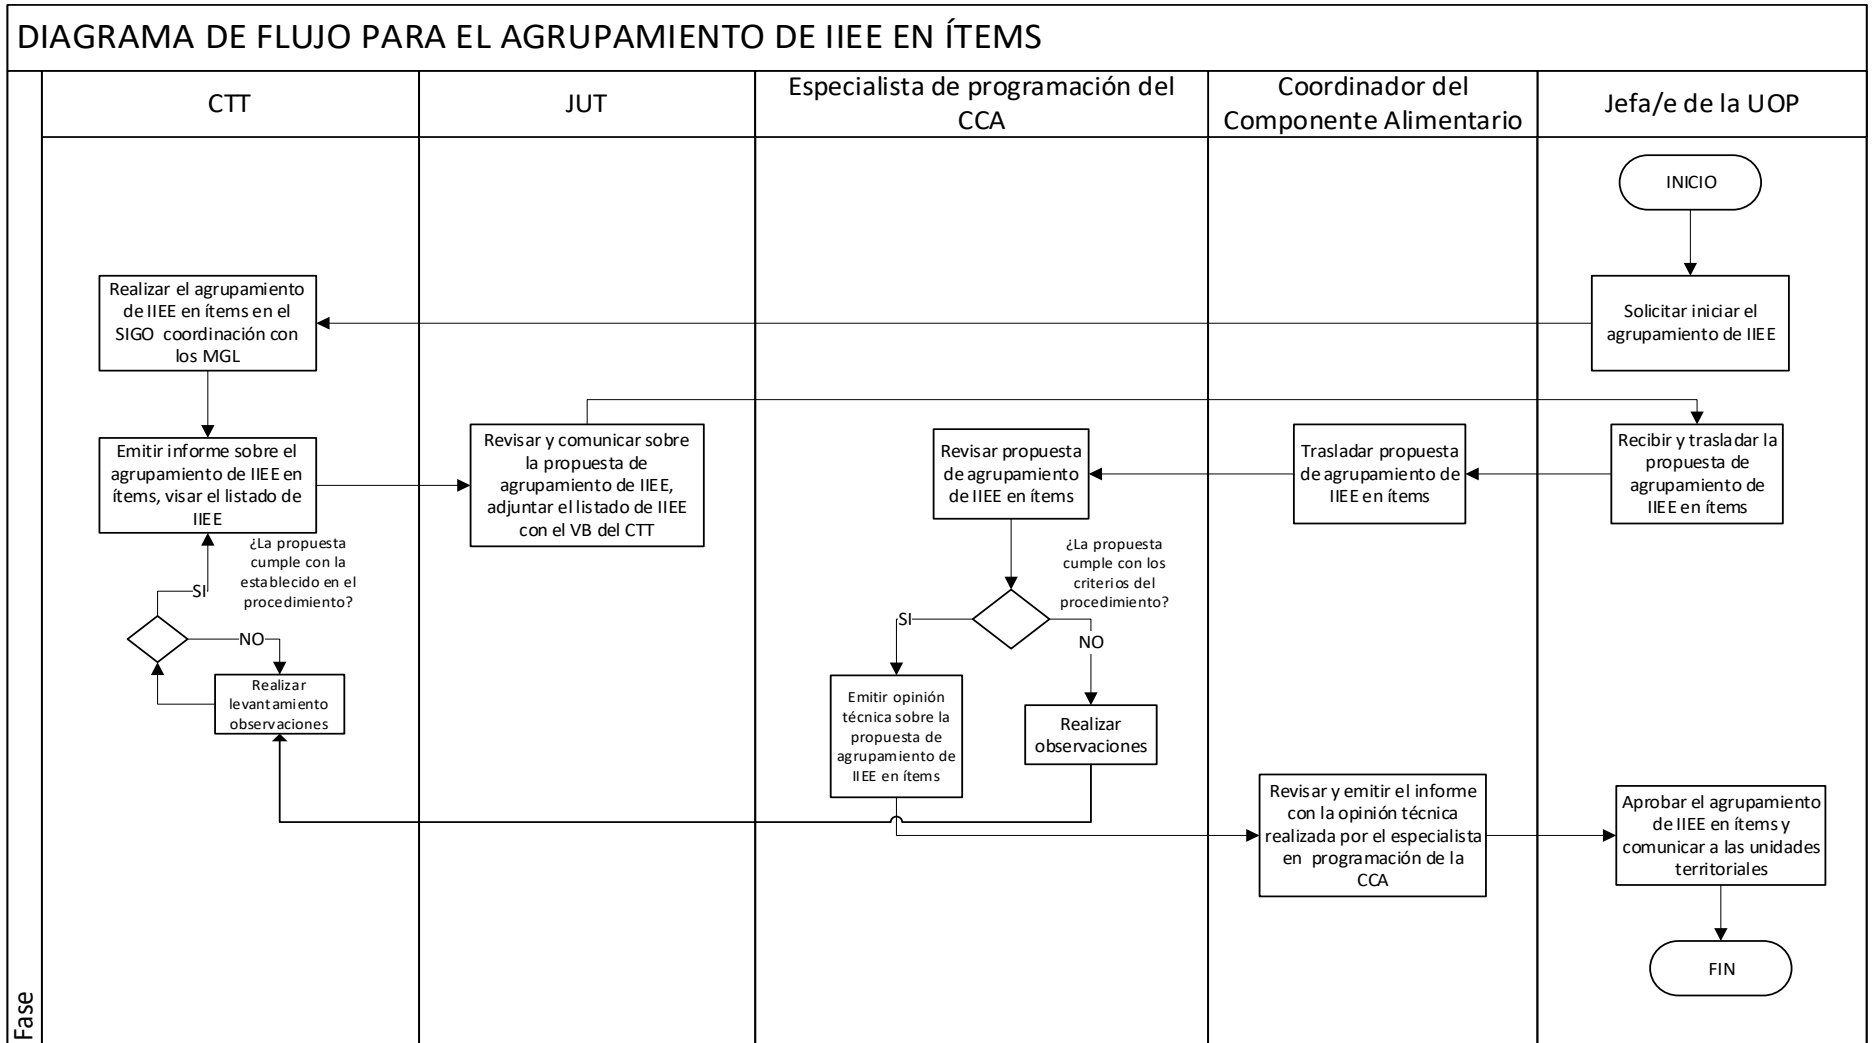 DIAGRAMA DE FLUJO PARA EL AGRUPAMIENTO DE IIEE EN ÍTEMS
Fase
CTT
JUT
Especialista de programación del
CCA
Coordinador del
Componente Alimentario
Jefa/e de la UOP
INICIO
Solicitar iniciar el
agrupamiento de IIEE
Realizar el agrupamiento
de IIEE en ítems en el
SIGO coordinación con
los MGL
Emitir informe sobre el
agrupamiento de IIEE en
ítems, visar el listado de
IIEE
Revisar y comunicar sobre
la propuesta de
agrupamiento de IIEE,
adjuntar el listado de IIEE
con el VB del CTT
Revisar propuesta
de agrupamiento
de IIEE en ítems
Trasladar propuesta
de agrupamiento de
IIEE en ítems
Recibir y trasladar la
propuesta de
agrupamiento de
IIEE en ítems
¿La propuesta
cumple con la
establecido en el
procedimiento?
SI
NO
Realizar
levantamiento
observaciones
¿La propuesta
cumple con los
criterios del
procedimiento?
SI
NO
Emitir opinión
técnica sobre la
propuesta de
agrupamiento de
IIEE en ítems
Realizar
observaciones
Revisar y emitir el informe
con la opinión técnica
realizada por el especialista
en programación de la
CCA
Aprobar el agrupamiento
de IIEE en ítems y
comunicar a las unidades
territoriales
FIN